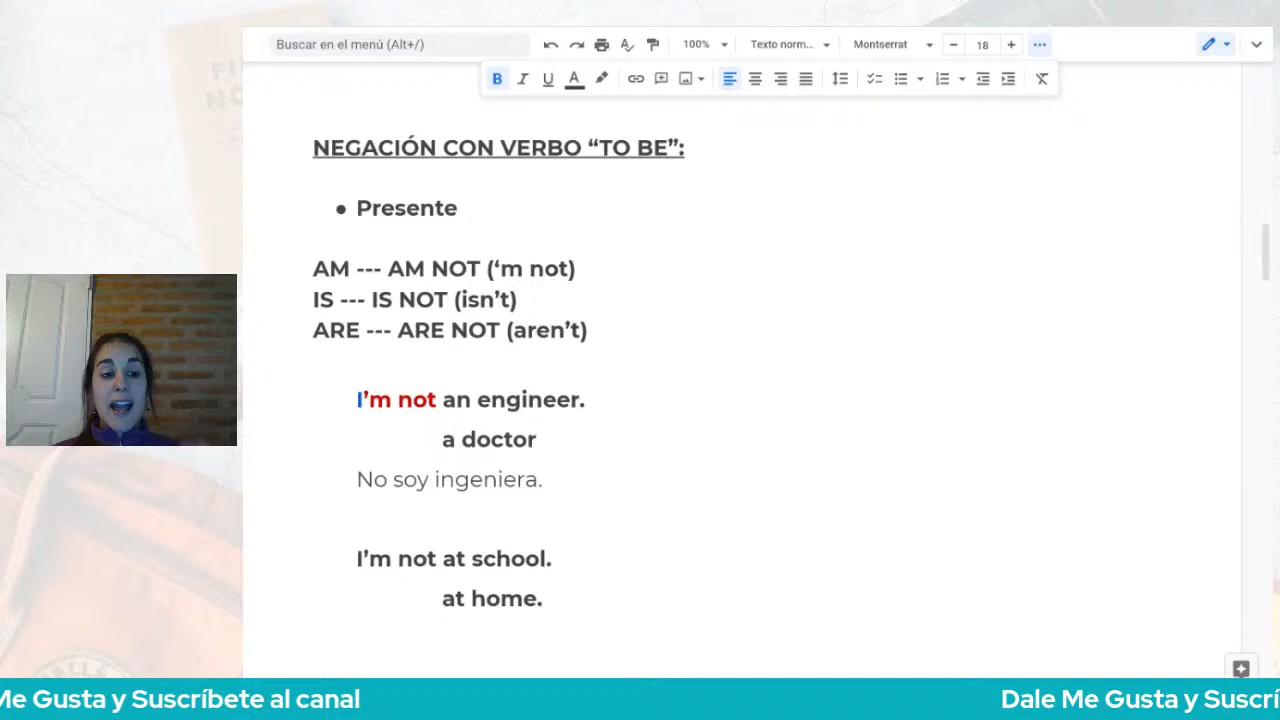 Buscar en el menú (Alt+/)
100%
Texto norm...
Montserrat
18
B I U A
NEGACIÓN CON VERBO “TO BE”:
● Presente
AM --- AM NOT (‘m not)
IS --- IS NOT (isn’t)
ARE --- ARE NOT (aren’t)
I’m not an engineer.
a doctor
No soy ingeniera.
I’m not at school.
at home.
Me Gusta y Suscríbete al canal
Dale Me Gusta y Suscrí